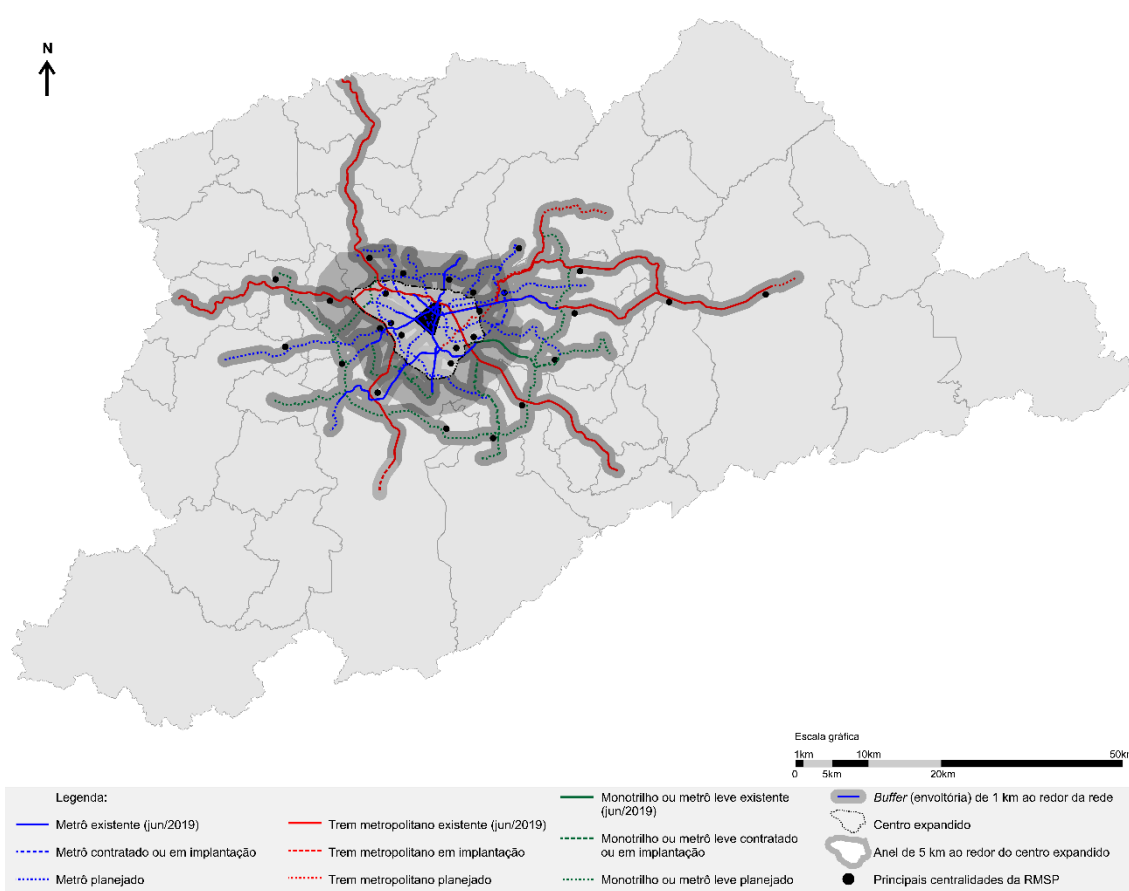 N
Escala gráfica
1km 10km 50km
0 5km 20km
Legenda:
Metrô existente (jun/2019)
Metrô contratado ou em implantação
Metrô planejado
Trem metropolitano existente (jun/2019)
Trem metropolitano em implantação
Trem metropolitano planejado
Monotrilho ou metrô leve existente
(jun/2019)
Monotrilho ou metrô leve contratado
ou em implantação
Monotrilho ou metrô leve planejado
Buffer (envoltória) de 1 km ao redor da rede
Centro expandido
Anel de 5 km ao redor do centro expandido
Principais centralidades da RMSP